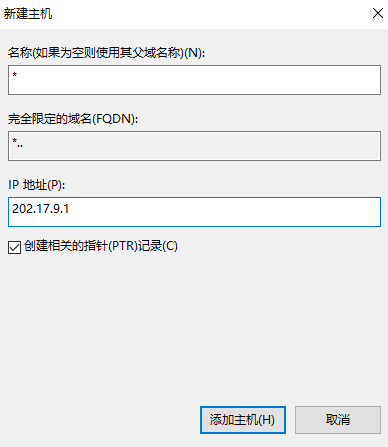 新建主机
名称(如果为空则使用其父域名称)(N):
*
完全限定的域名(FQDN):
*..
IP 地址(P):
202.17.9.1
创建相关的指针(PTR)记录(C)
添加主机(H)
取消